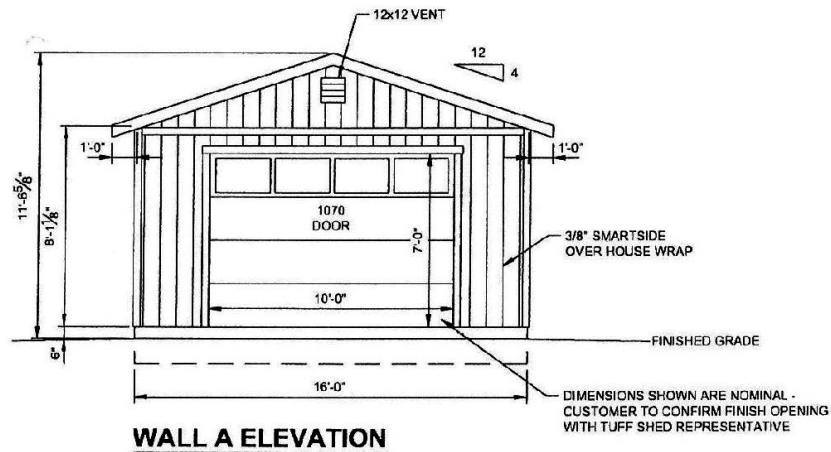 12x12 VENT
12
4
1'-0"
1'-0"
11'-6⅝"
8'-1⅛"
1070
DOOR
7'-0"
3/8" SMARTSIDE
OVER HOUSE WRAP
10'-0"
6"
FINISHED GRADE
16'-0"
DIMENSIONS SHOWN ARE NOMINAL -
CUSTOMER TO CONFIRM FINISH OPENING
WITH TUFF SHED REPRESENTATIVE
WALL A ELEVATION